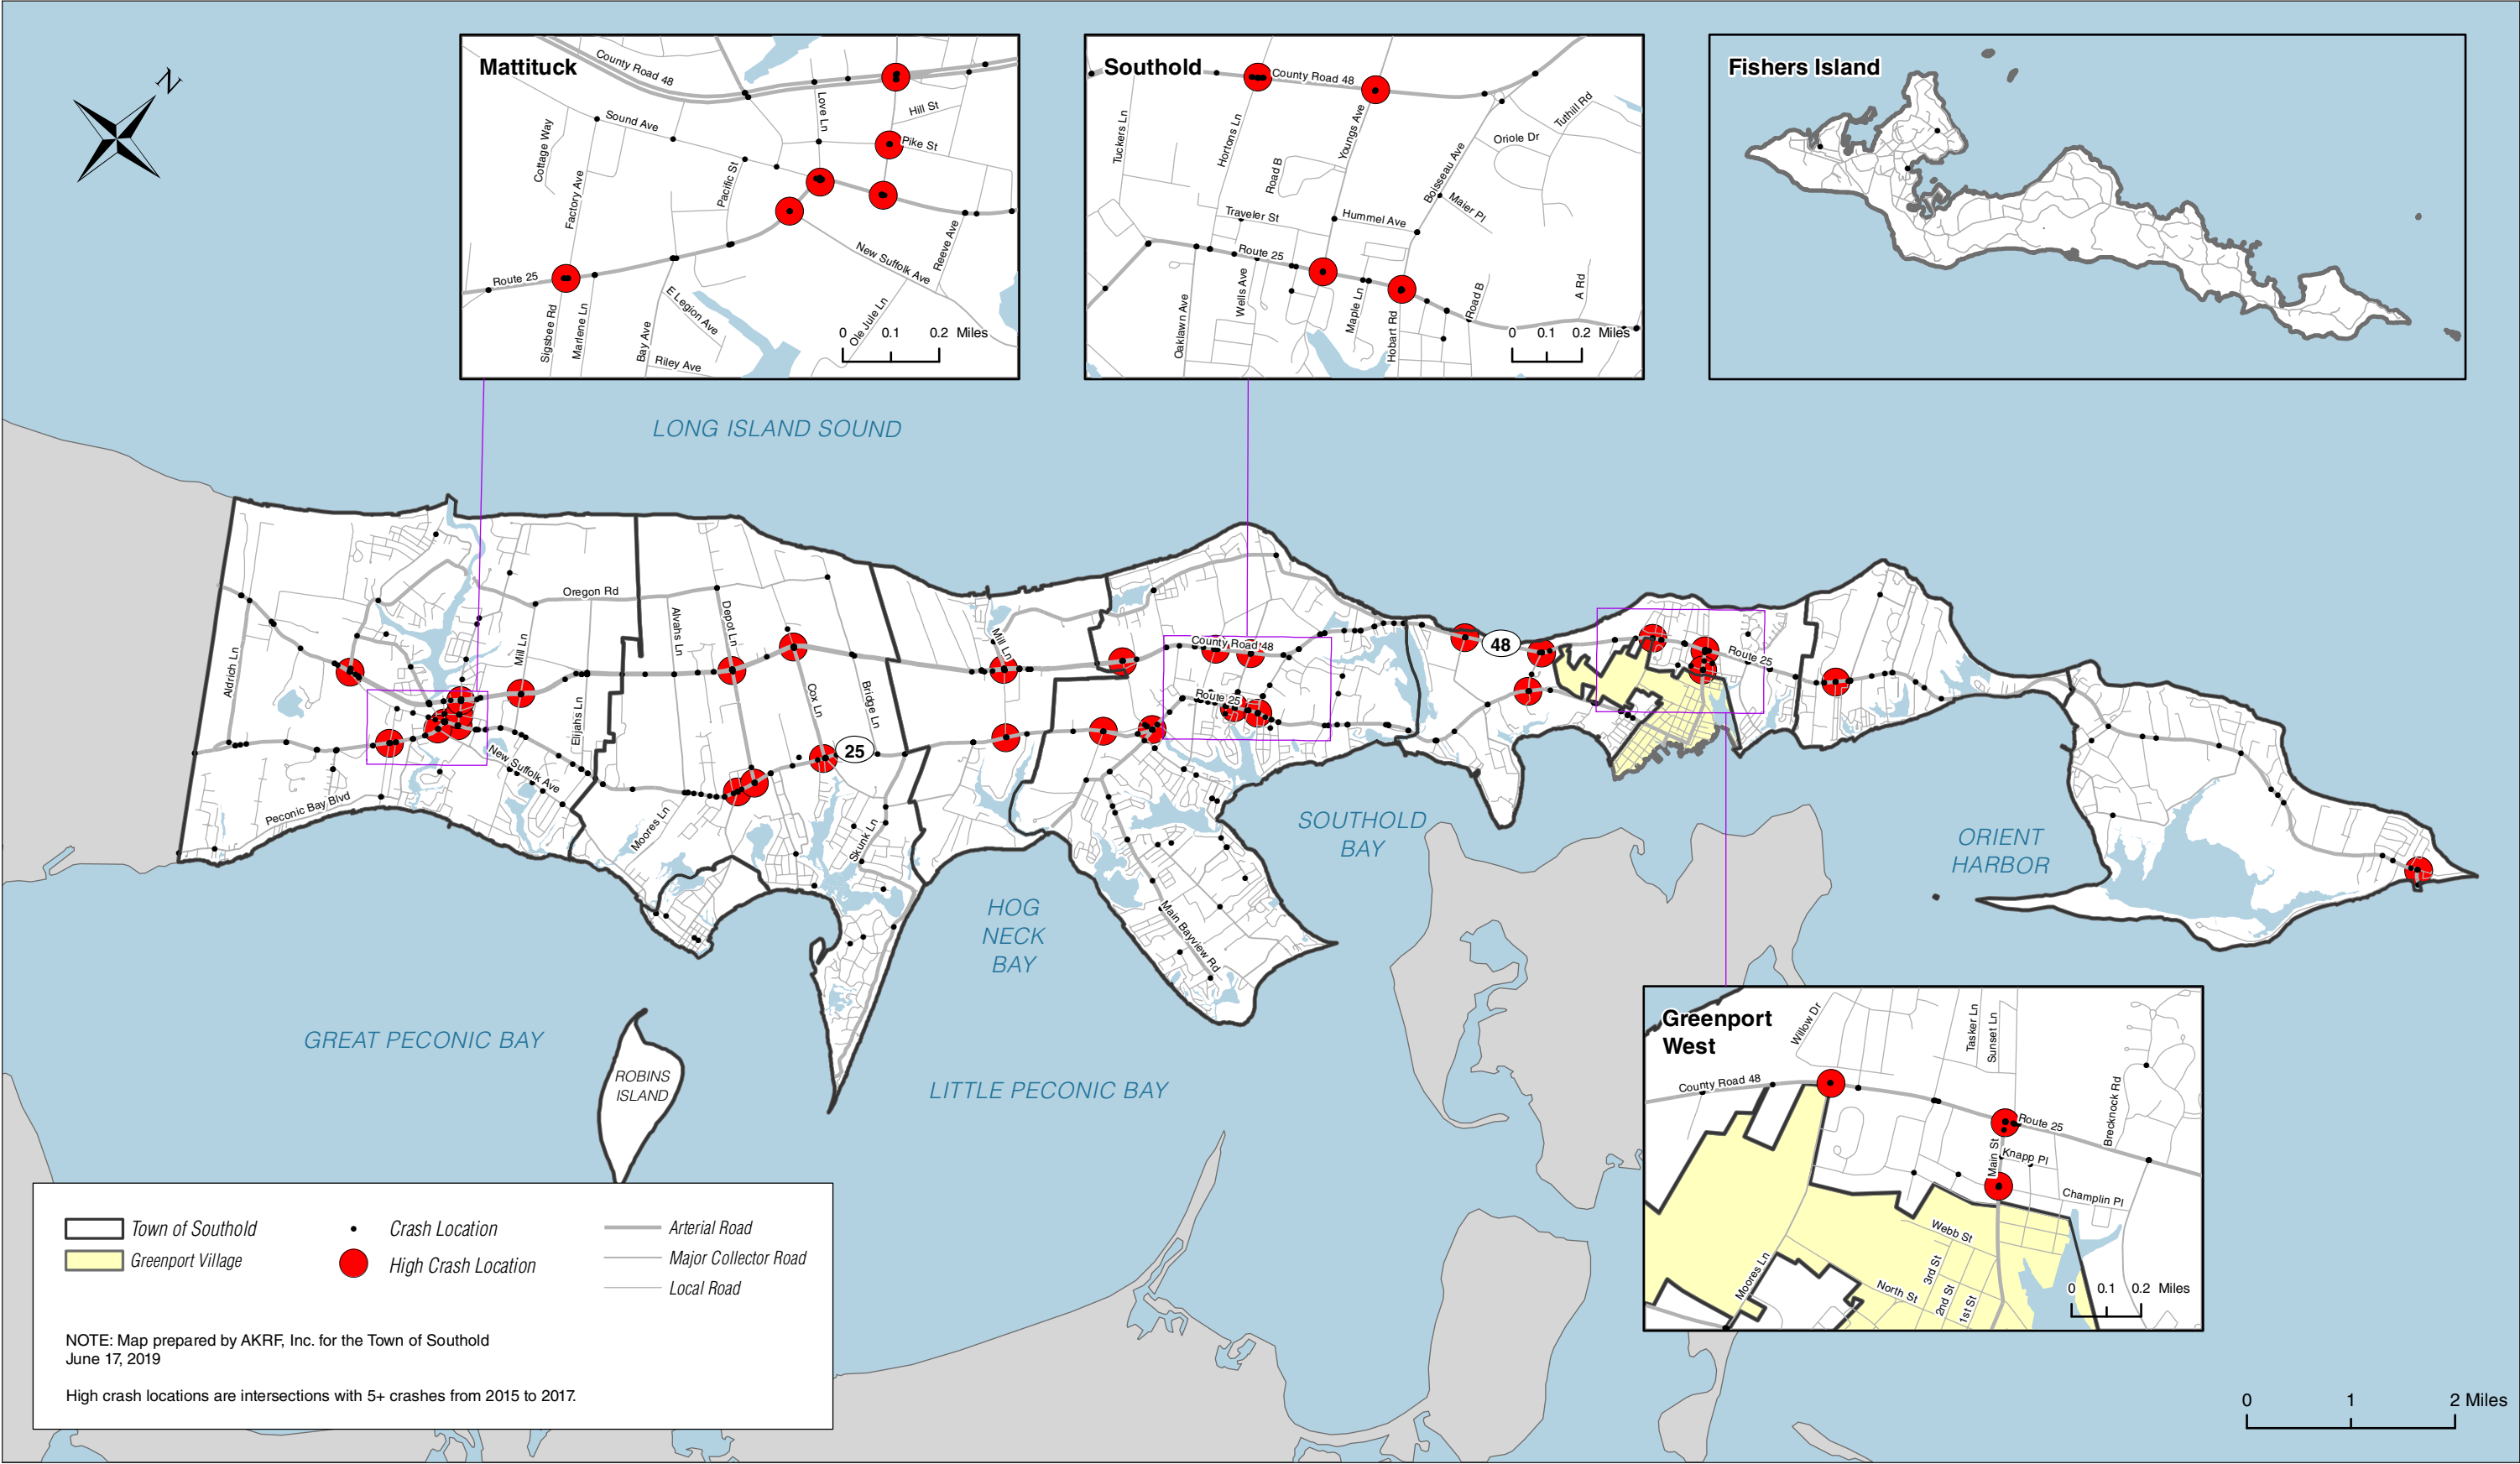 N
Mattituck
County Road 48
Love Ln
Hill St
Pike St
Sound Ave
Cottage Way
Factory Ave
Pacific St
New Suffolk Ave
Reeve Ave
Route 25
Sigsbee Rd
Marlene Ln
Bay Ave
E Legion Ave
Riley Ave
Ole Jule Ln
0 0.1 0.2 Miles
Southold
County Road 48
Tuckers Ln
Hortons Ln
Road B
Youngs Ave
Boisseau Ave
Oriole Dr
Tuthill Rd
Maier Pl
Traveler St
Hummel Ave
Route 25
Oaklawn Ave
Wells Ave
Maple Ln
Hobart Rd
Road B
A Rd
0 0.1 0.2 Miles
Fishers Island
LONG ISLAND SOUND
Oregon Rd
Aldrich Ln
Mill Ln
Elijahs Ln
Alvahs Ln
Depot Ln
Cox Ln
Bridge Ln
Mill Ln
County Road 48
Route 25
48
25
Route 25
New Suffolk Ave
Peconic Bay Blvd
Moores Ln
Skunk Ln
Main Bayview Rd
SOUTHOLD
BAY
ORIENT
HARBOR
HOG
NECK
BAY
GREAT PECONIC BAY
ROBINS
ISLAND
LITTLE PECONIC BAY
Greenport
West
Willow Dr
Tasker Ln
Sunset Ln
County Road 48
Route 25
Brecknock Rd
Main St
Knapp Pl
Champlin Pl
Webb St
Moores Ln
North St
3rd St
2nd St
1st St
0 0.1 0.2 Miles
Town of Southold
Greenport Village
Crash Location
High Crash Location
Arterial Road
Major Collector Road
Local Road
NOTE: Map prepared by AKRF, Inc. for the Town of Southold
June 17, 2019
High crash locations are intersections with 5+ crashes from 2015 to 2017.
0 1 2 Miles